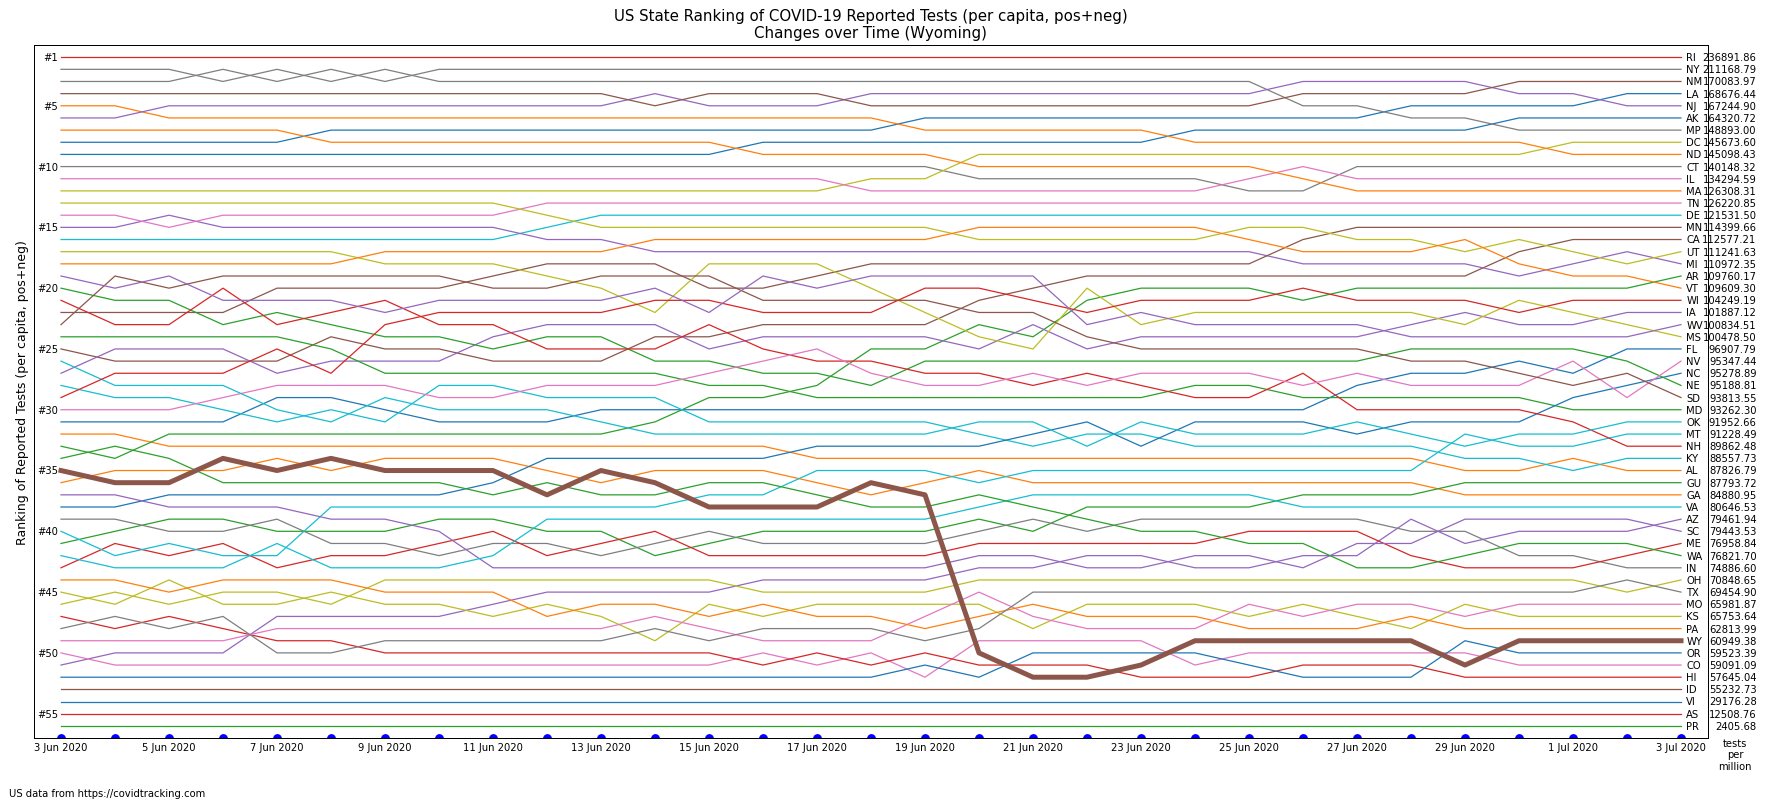 US State Ranking of COVID-19 Reported Tests (per capita, pos+neg)
Changes over Time (Wyoming)
Ranking of Reported Tests (per capita, pos+neg)
#1
#5
#10
#15
#20
#25
#30
#35
#40
#45
#50
#55
RI 236891.86
NY 211168.79
NM 170083.97
LA 168676.44
NJ 167244.90
AK 164320.72
MP 148893.00
DC 145673.60
ND 145098.43
CT 140148.32
IL 134294.59
MA 126308.31
TN 126220.85
DE 121531.50
MN 114399.66
CA 112577.21
UT 111241.63
MI 110972.35
AR 109760.17
VT 109609.30
WI 104249.19
IA 101887.12
WV 100834.51
MS 100478.50
FL 96907.79
NV 95347.44
NC 95278.89
NE 95188.81
SD 93813.55
MD 93262.30
OK 91952.66
MT 91228.49
NH 89862.48
KY 88557.73
AL 87826.79
GU 87793.72
GA 84880.95
VA 80646.53
AZ 79461.94
SC 79443.53
ME 76958.84
WA 76821.70
IN 74886.60
OH 70848.65
TX 69454.90
MO 65981.87
KS 65753.64
PA 62813.99
WY 60949.38
OR 59523.39
CO 59091.09
HI 57645.04
ID 55232.73
VI 29176.28
AS 12508.76
PR 2405.68
3 Jun 2020 5 Jun 2020 7 Jun 2020 9 Jun 2020 11 Jun 2020 13 Jun 2020 15 Jun 2020 17 Jun 2020 19 Jun 2020 21 Jun 2020 23 Jun 2020 25 Jun 2020 27 Jun 2020 29 Jun 2020 1 Jul 2020 3 Jul 2020
tests
per
million
US data from https://covidtracking.com